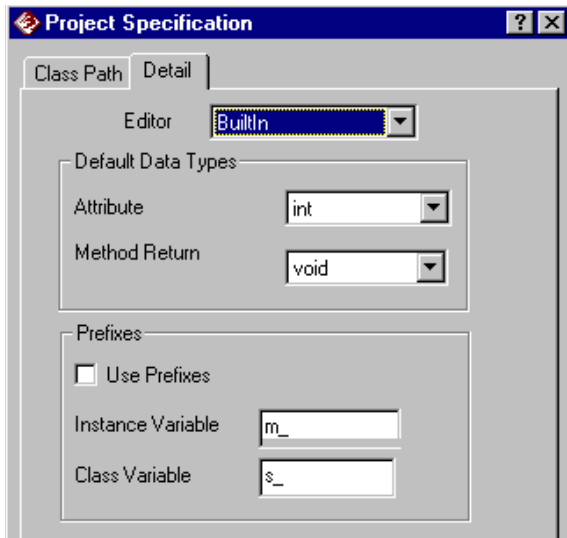 Project Specification
Class Path Detail
Editor BuiltIn
Default Data Types
Attribute int
Method Return void
Prefixes
Use Prefixes
Instance Variable m_
Class Variable s_